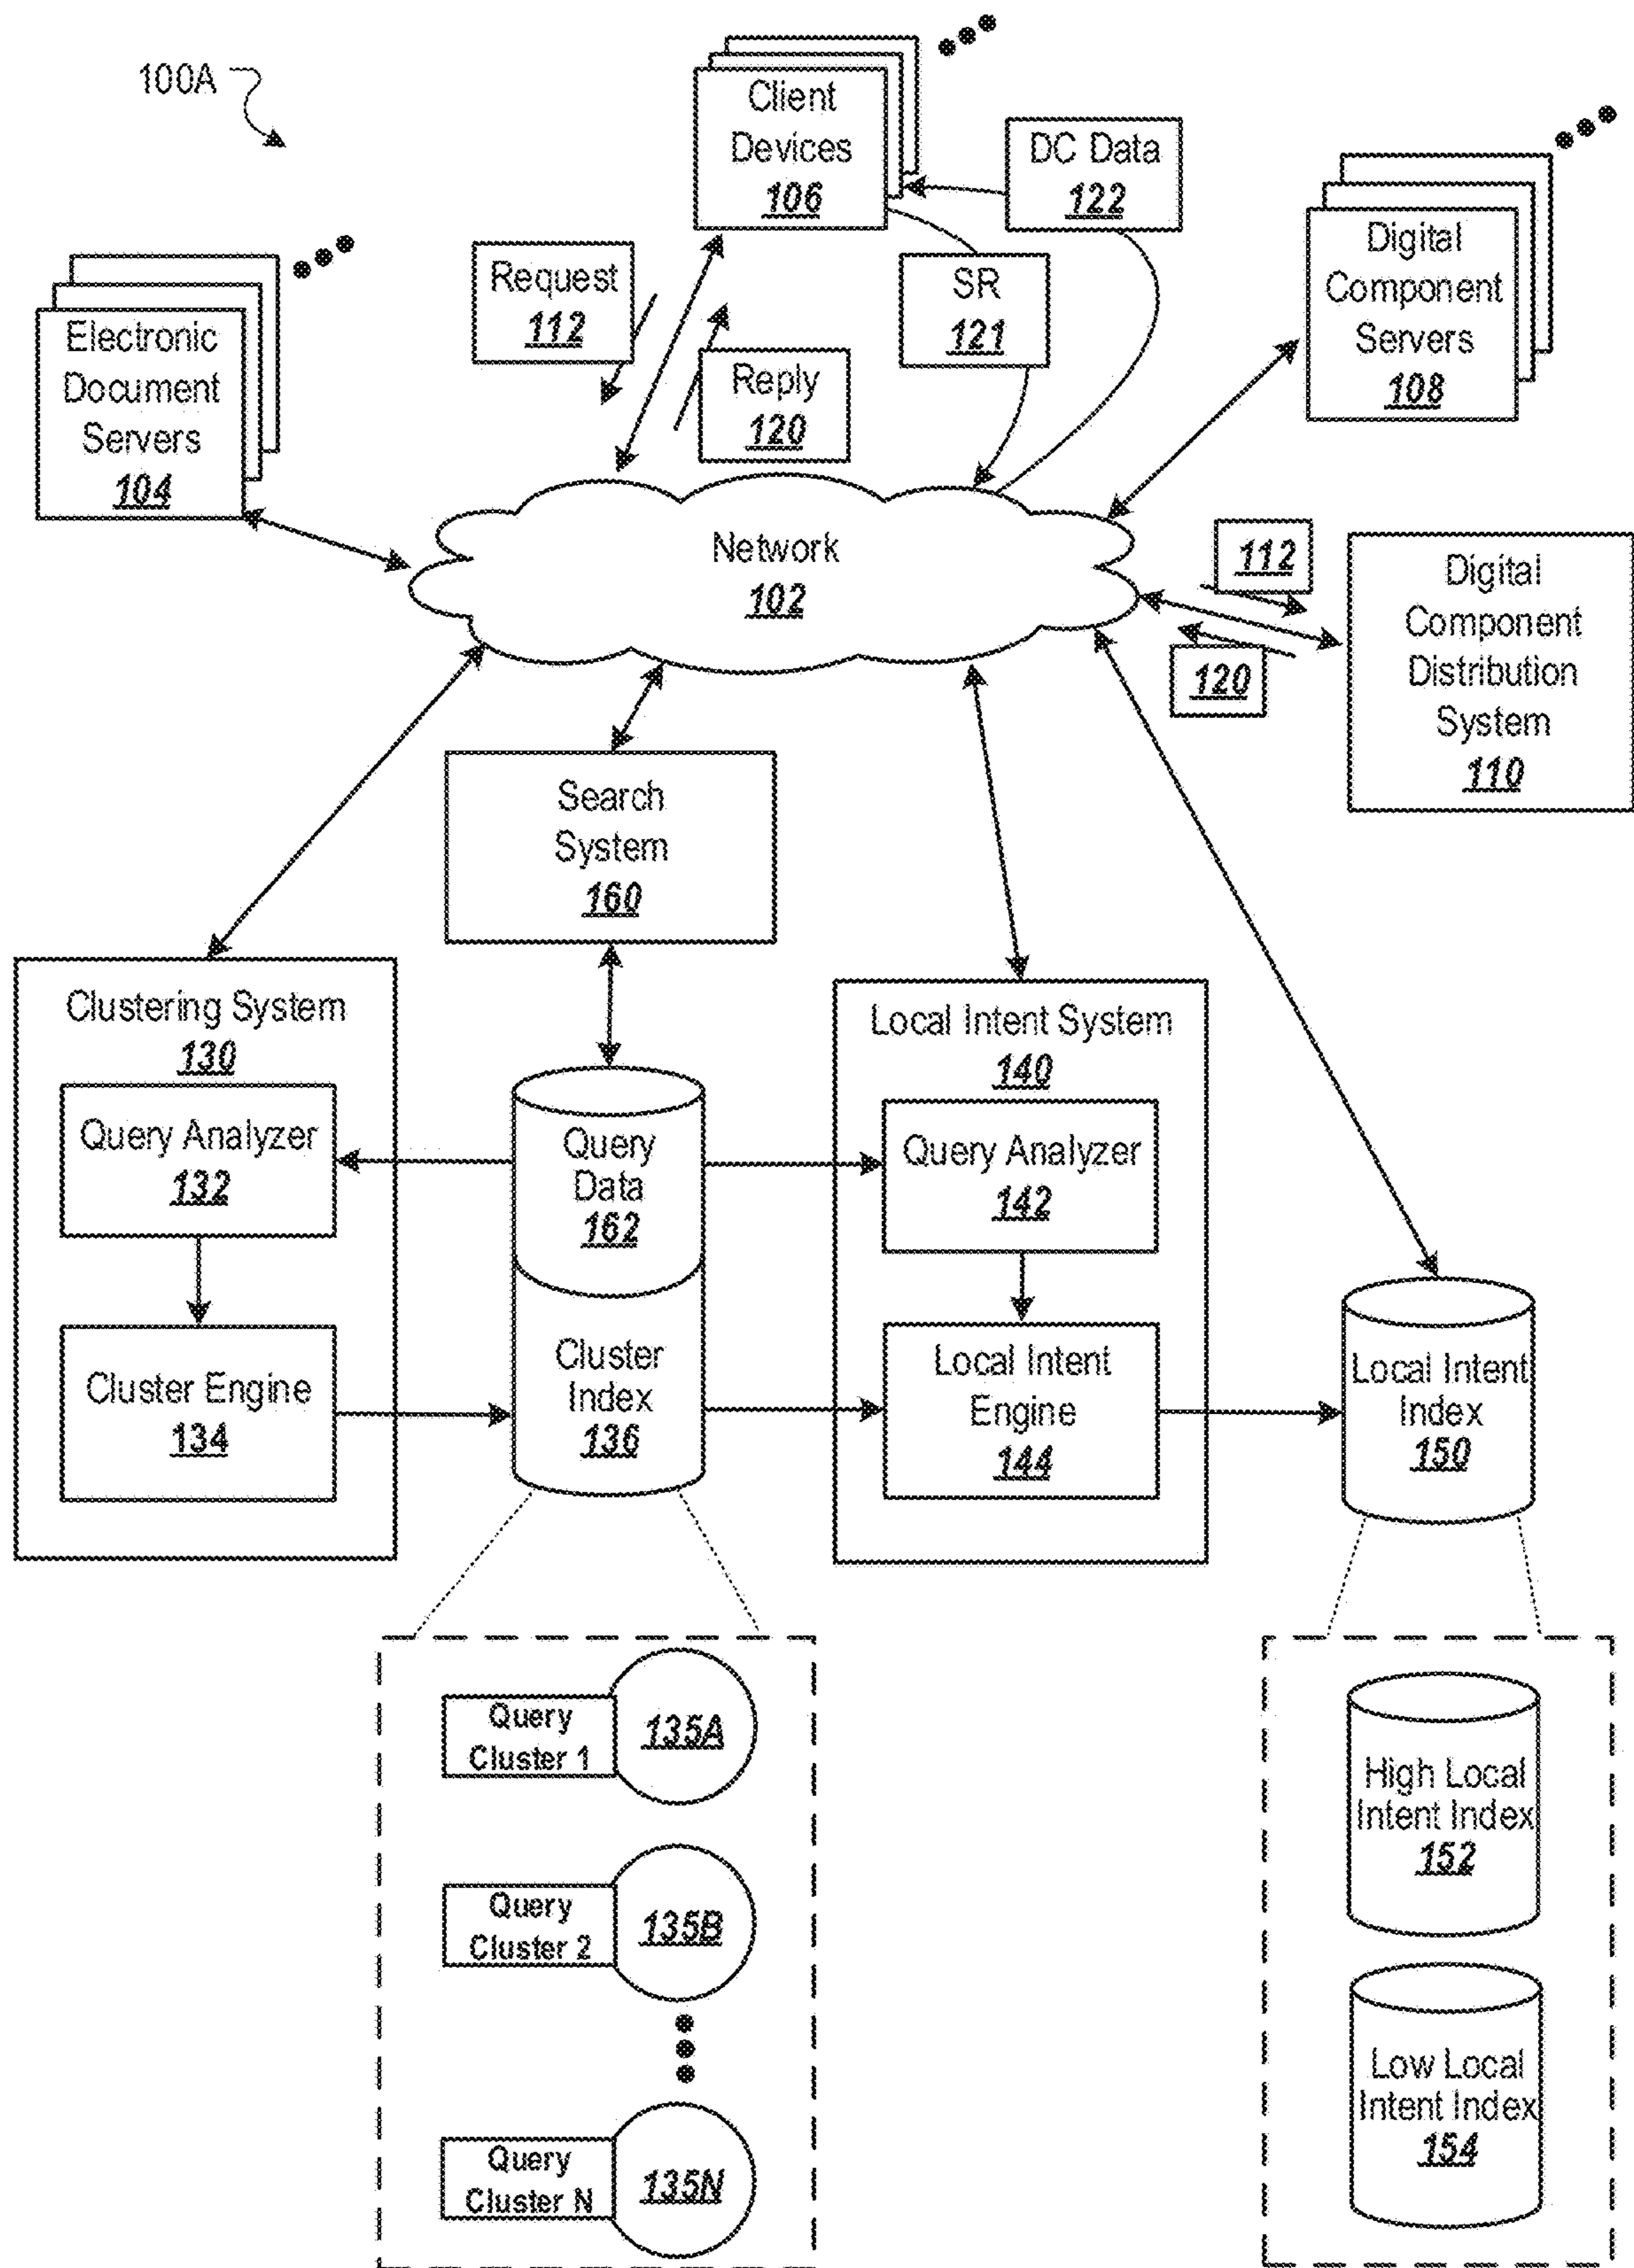 100A
Client
Devices
106
DC Data
122
Digital
Component
Servers
108
Request
112
SR
121
Electronic
Document
Servers
104
Reply
120
Network
102
112
120
Digital
Component
Distribution
System
110
Search
System
160
Clustering System
130
Query Analyzer
132
Cluster Engine
134
Query
Data
162
Cluster
Index
136
Local Intent System
140
Query Analyzer
142
Local Intent
Engine
144
Local Intent
Index
150
Query
Cluster 1
135A
Query
Cluster 2
135B
Query
Cluster N
135N
High Local
Intent Index
152
Low Local
Intent Index
154